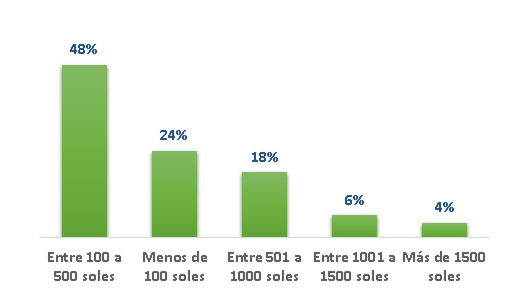 48%
24%
18%
6%
4%
Entre 100 a Menos de Entre 501 a Entre 1001 a Más de 1500
500 soles 100 soles 1000 soles 1500 soles soles